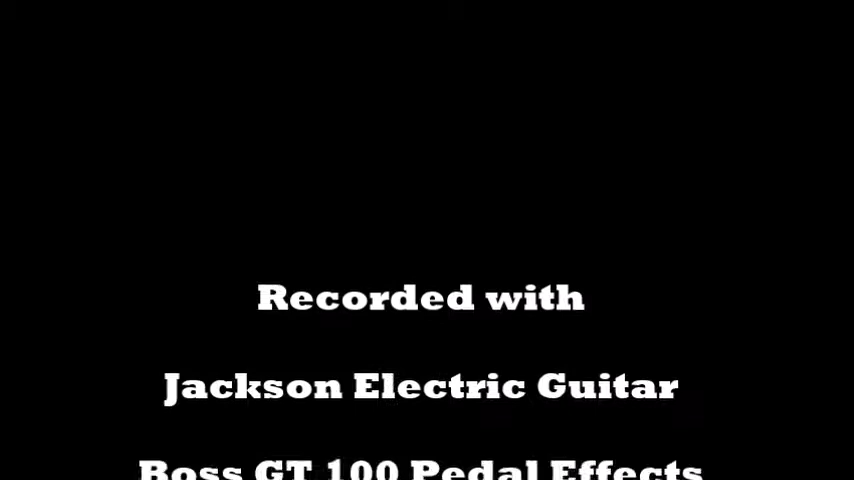 Recorded with
Jackson Electric Guitar
Boss GT 100 Pedal Effects